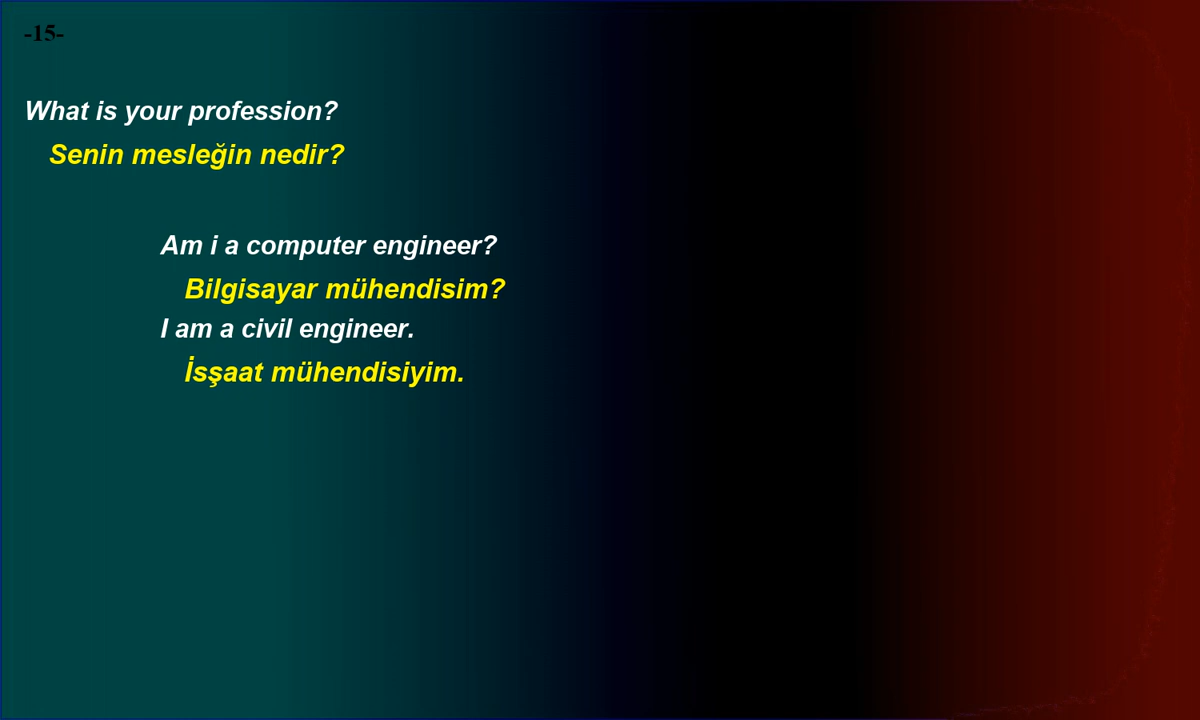 -15-
What is your profession?
Senin mesleğin nedir?
Am i a computer engineer?
Bilgisayar mühendisim?
I am a civil engineer.
İsşaat mühendisiyim.